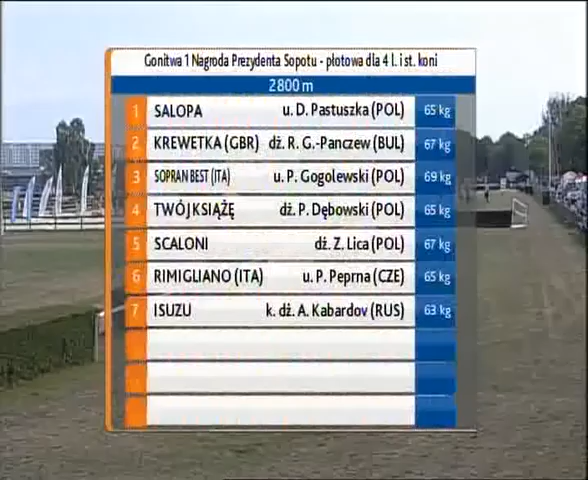 Gonitwa 1 Nagroda Prezydenta Sopotu - płotowa dla 4 l. i st. koni
2800 m
1 SALOPA u. D. Pastuszka (POL) 65 kg
2 KREWETKA (GBR) dż. R. G.-Panczew (BUL) 67 kg
3 SOPRAN BEST (ITA) u. P. Gogolewski (POL) 69 kg
4 TWÓJ KSIĄŻĘ dż. P. Dębowski (POL) 65 kg
5 SCALONI dż. Z. Lica (POL) 67 kg
6 RIMIGLIANO (ITA) u. P. Peprna (CZE) 65 kg
7 ISUZU k. dż. A. Kabardov (RUS) 63 kg